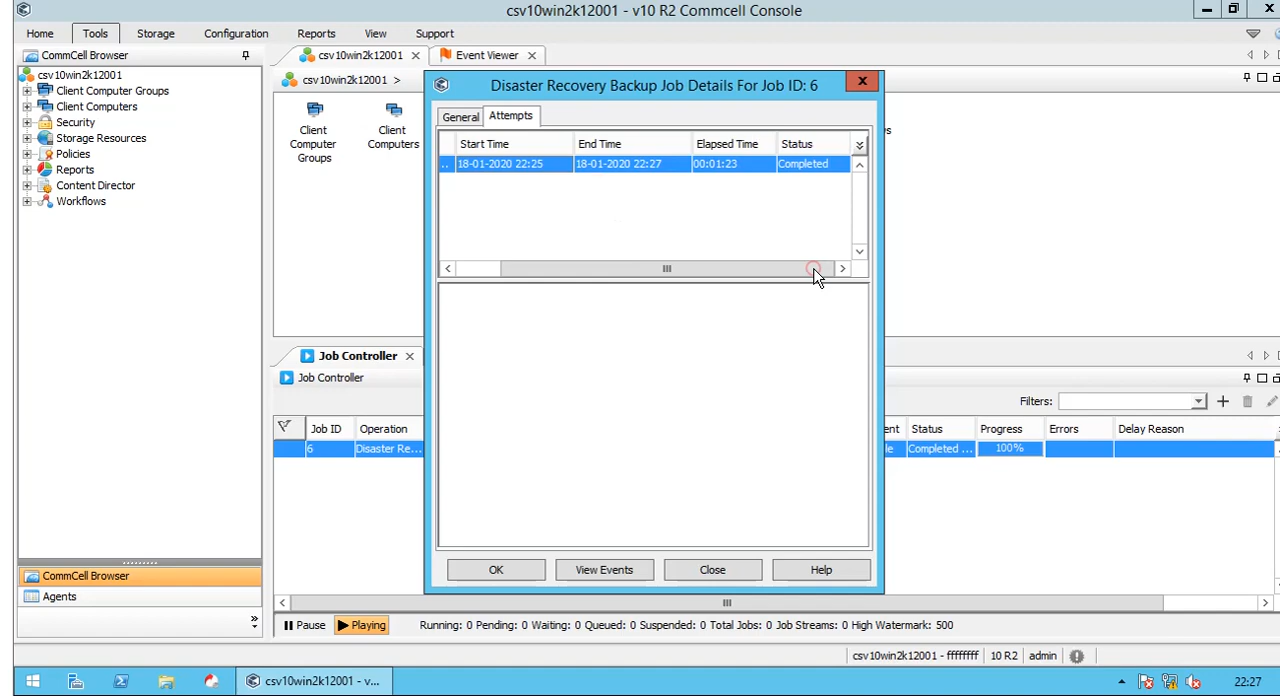 csv10win2k12001 - v10 R2 Commcell Console
Home Tools Storage Configuration Reports View Support
CommCell Browser
csv10win2k12001
Client Computer Groups
Client Computers
Security
Storage Resources
Policies
Reports
Content Director
Workflows
CommCell Browser
Agents
csv10win2k12001
Event Viewer
csv10win2k12001 >
Client
Computer
Groups
Client
Computers
Disaster Recovery Backup Job Details For Job ID: 6
General Attempts
Start Time End Time Elapsed Time Status
.. 18-01-2020 22:25 18-01-2020 22:27 00:01:23 Completed
OK View Events Close Help
Job Controller
Job Controller
Filters:
Job ID Operation ent Status Progress Errors Delay Reason
6 Disaster Re... le Completed ... 100%
Pause Playing Running: 0 Pending: 0 Waiting: 0 Queued: 0 Suspended: 0 Total Jobs: 0 Job Streams: 0 High Watermark: 500
csv10win2k12001 - ffffffff 10 R2 admin
csv10win2k12001 - v... 22:27